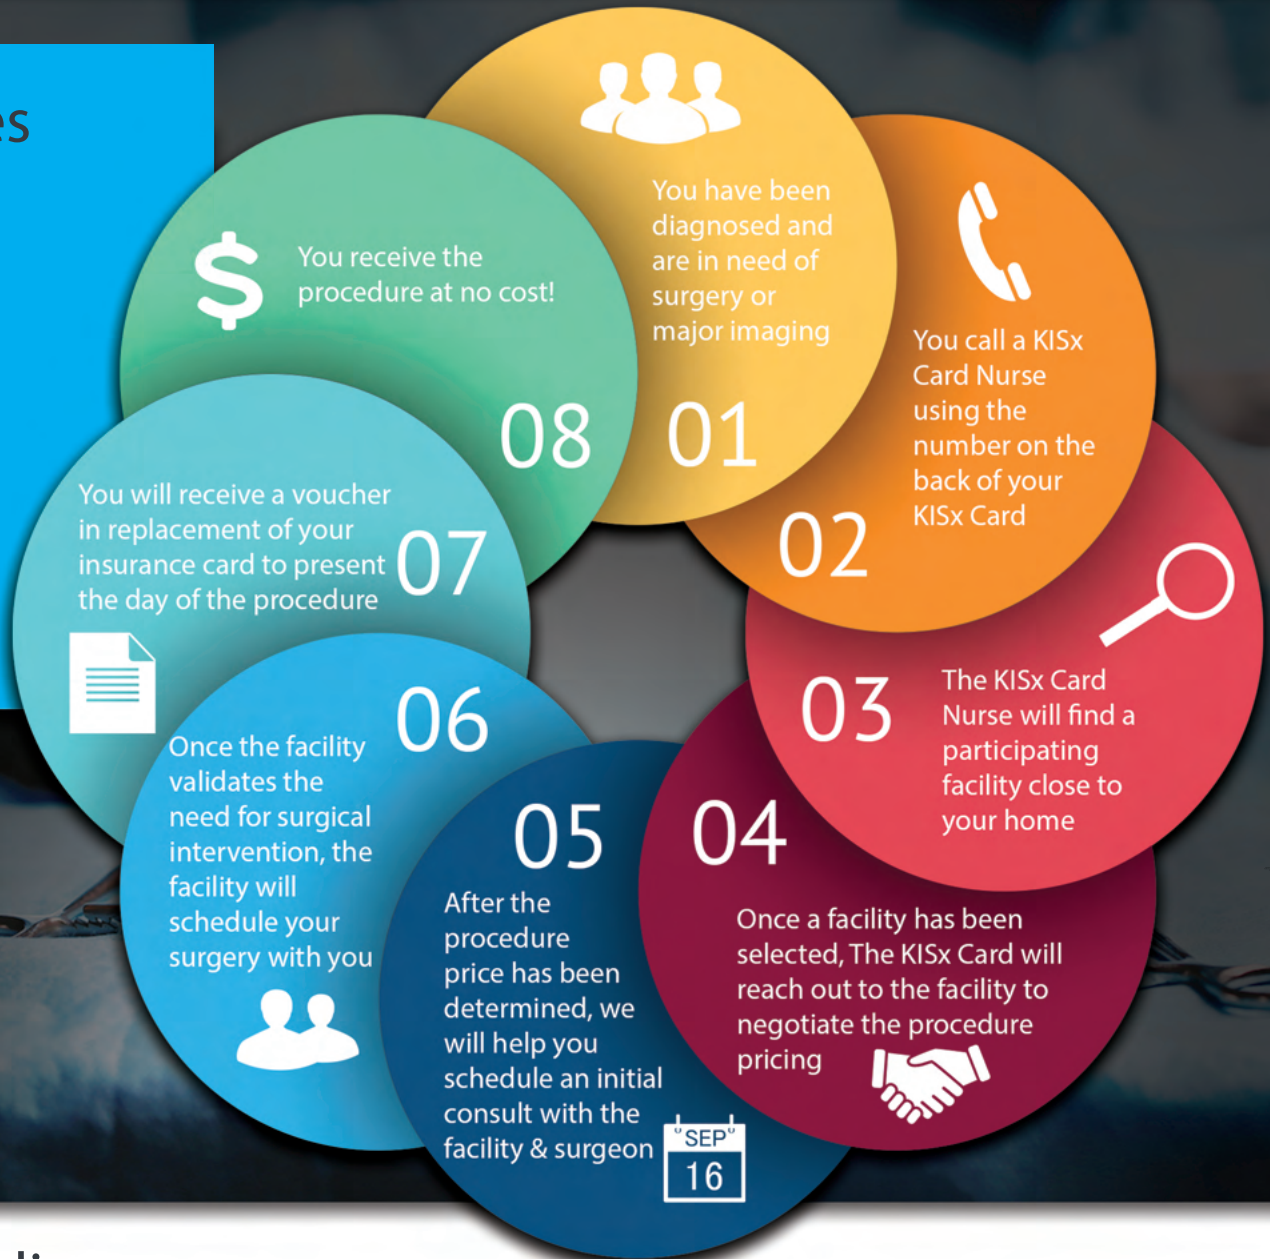 es
You have been
diagnosed and
are in need of
surgery or
major imaging
01
You call a KISx
Card Nurse
using the
number on the
back of your
KISx Card
02
03
The KISx Card
Nurse will find a
participating
facility close to
your home
04
Once a facility has been
selected, The KISx Card will
reach out to the facility to
negotiate the procedure
pricing
05
After the
procedure
price has been
determined, we
will help you
schedule an initial
consult with the
facility & surgeon
SEP
16
06
Once the facility
validates the
need for surgical
intervention, the
facility will
schedule your
surgery with you
You will receive a voucher
in replacement of your
insurance card to present
the day of the procedure
07
$
You receive the
procedure at no cost!
08